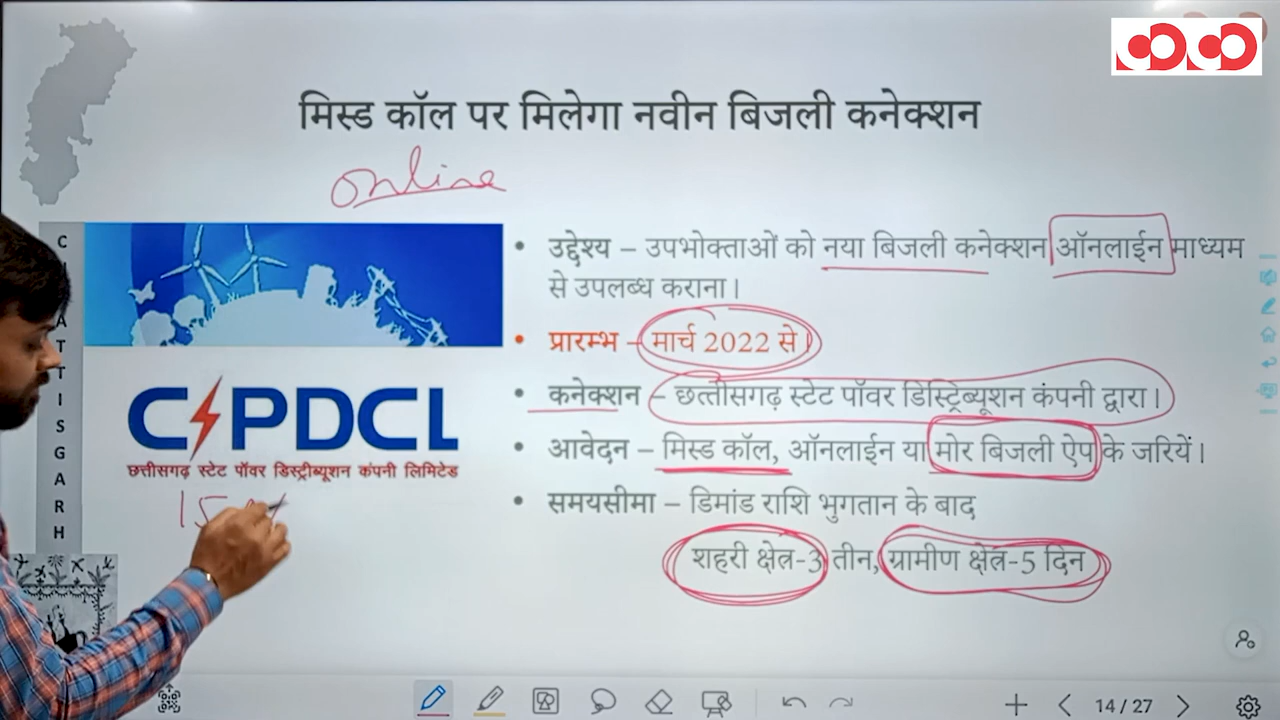 मिस्ड कॉल पर मिलेगा नवीन बिजली कनेक्शन
online
CHATTISGARH
• उद्देश्य – उपभोक्ताओं को नया बिजली कनेक्शन ऑनलाईन माध्यम
से उपलब्ध कराना।
• प्रारम्भ – मार्च 2022 से।
• कनेक्शन – छत्तीसगढ़ स्टेट पॉवर डिस्ट्रिब्यूशन कंपनी द्वारा।
• आवेदन – मिस्ड कॉल, ऑनलाईन या मोर बिजली ऐप के जरियें।
• समयसीमा – डिमांड राशि भुगतान के बाद
शहरी क्षेत्र-3 तीन, ग्रामीण क्षेत्र-5 दिन
CSPDCL
छत्तीसगढ़ स्टेट पॉवर डिस्ट्रीब्यूशन कंपनी लिमिटेड
15
14 / 27